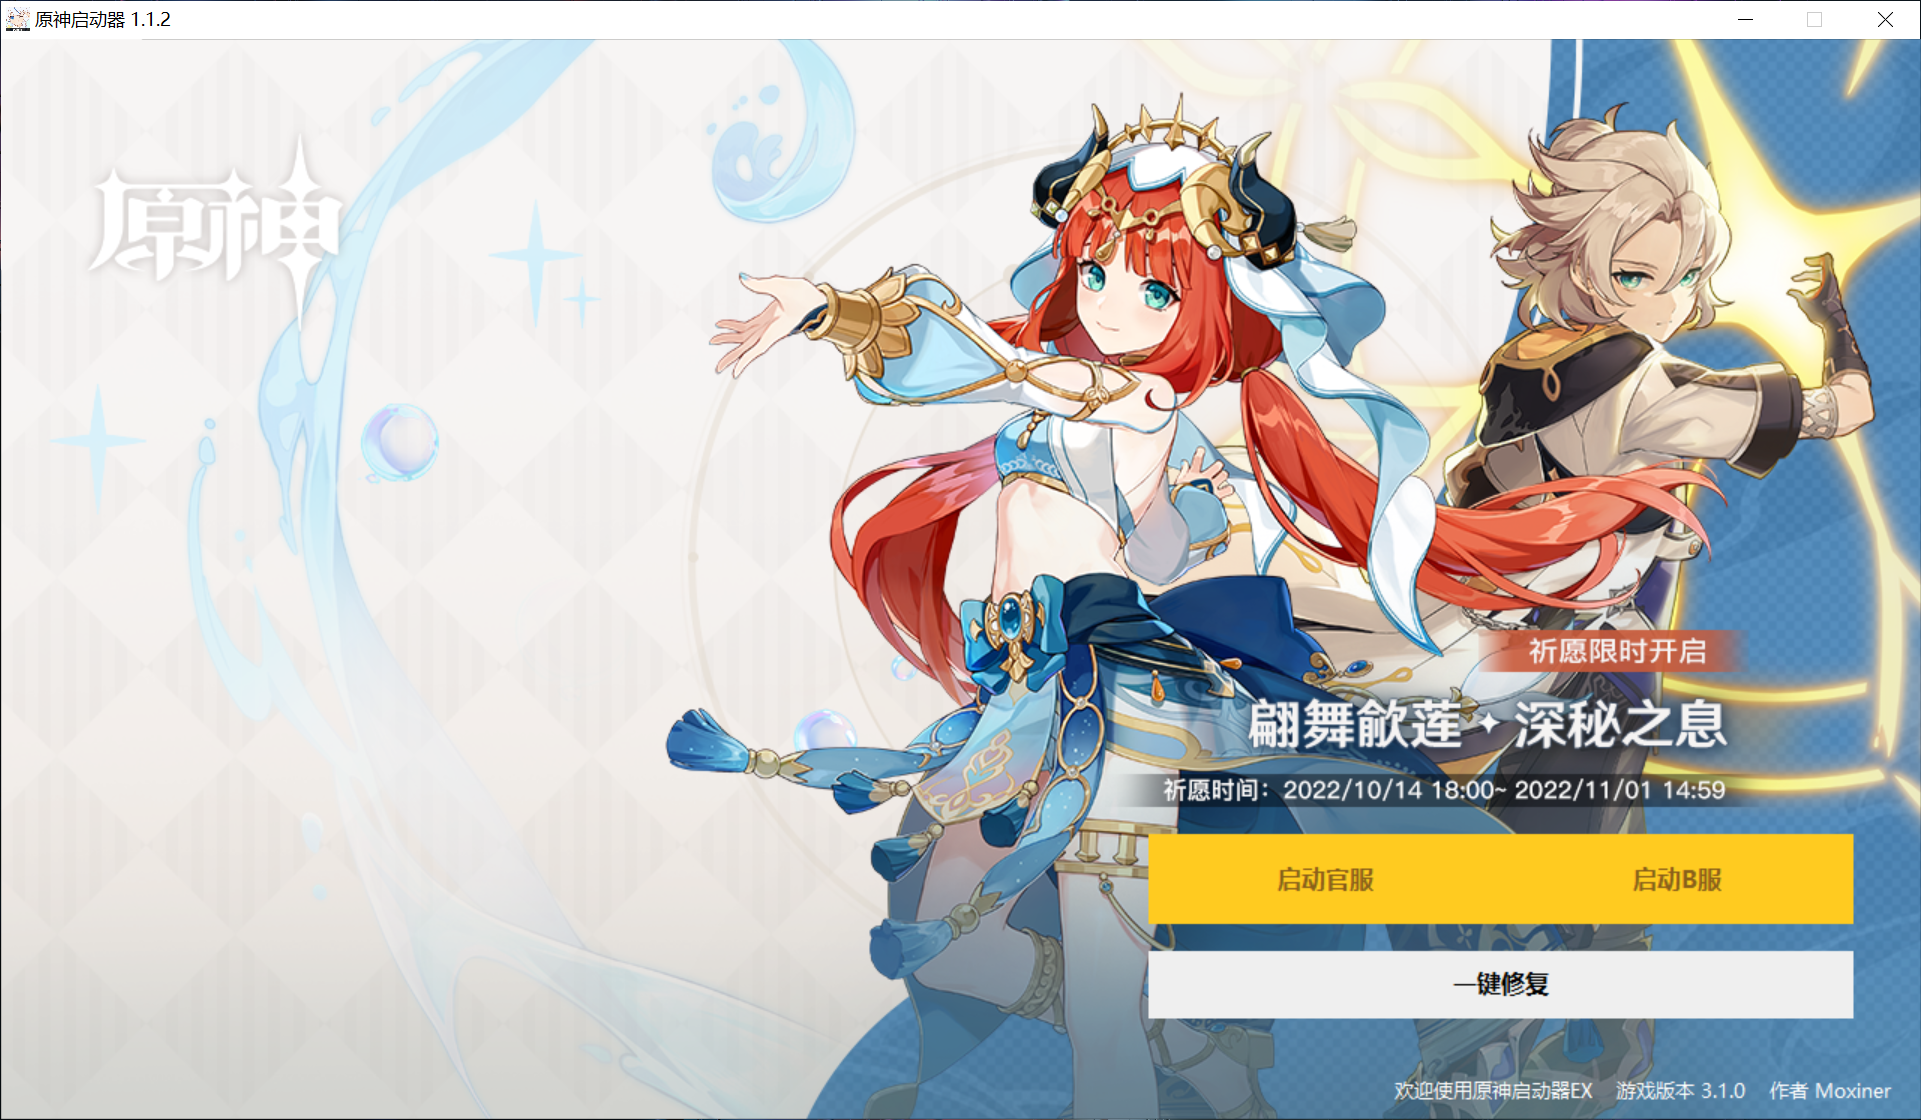 原神启动器 1.1.2
原神
祈愿限时开启
翩舞歈莲✦深秘之息
祈愿时间：2022/10/14 18:00~ 2022/11/01 14:59
启动官服 启动B服
一键修复
欢迎使用原神启动器EX 游戏版本 3.1.0 作者 Moxiner